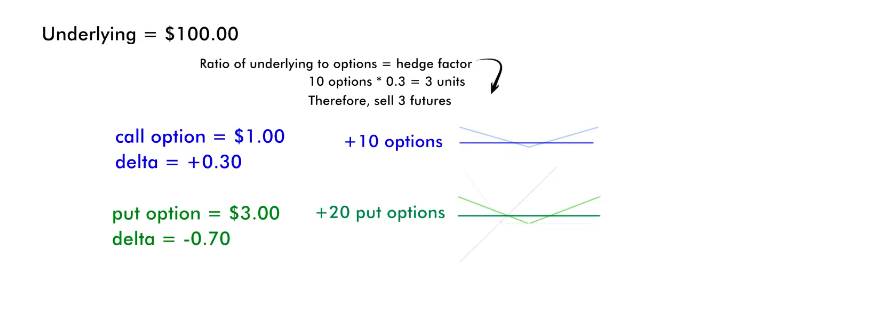 Underlying = $100.00
Ratio of underlying to options = hedge factor
10 options * 0.3 = 3 units
Therefore, sell 3 futures
call option = $1.00
delta = +0.30
+10 options
put option = $3.00
delta = -0.70
+20 put options